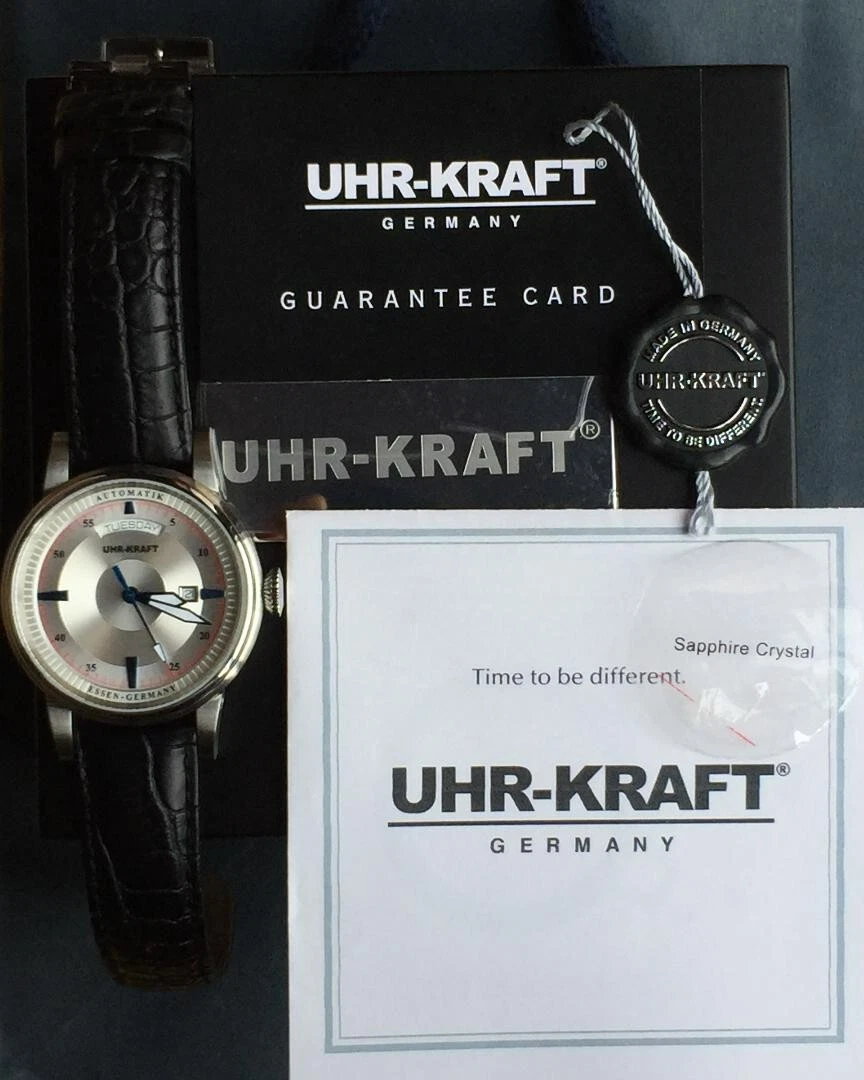 UHR-KRAFT®
GERMANY
GUARANTEE CARD
MADE IN GERMANY
UHR-KRAFT
TIME TO BE DIFFERENT
UHR-KRAFT®
AUTOMATIK
TUESDAY
UHR-KRAFT
55
5
50
10
40
20
35
25
ESSEN-GERMANY
Sapphire Crystal
Time to be different.
UHR-KRAFT®
GERMANY